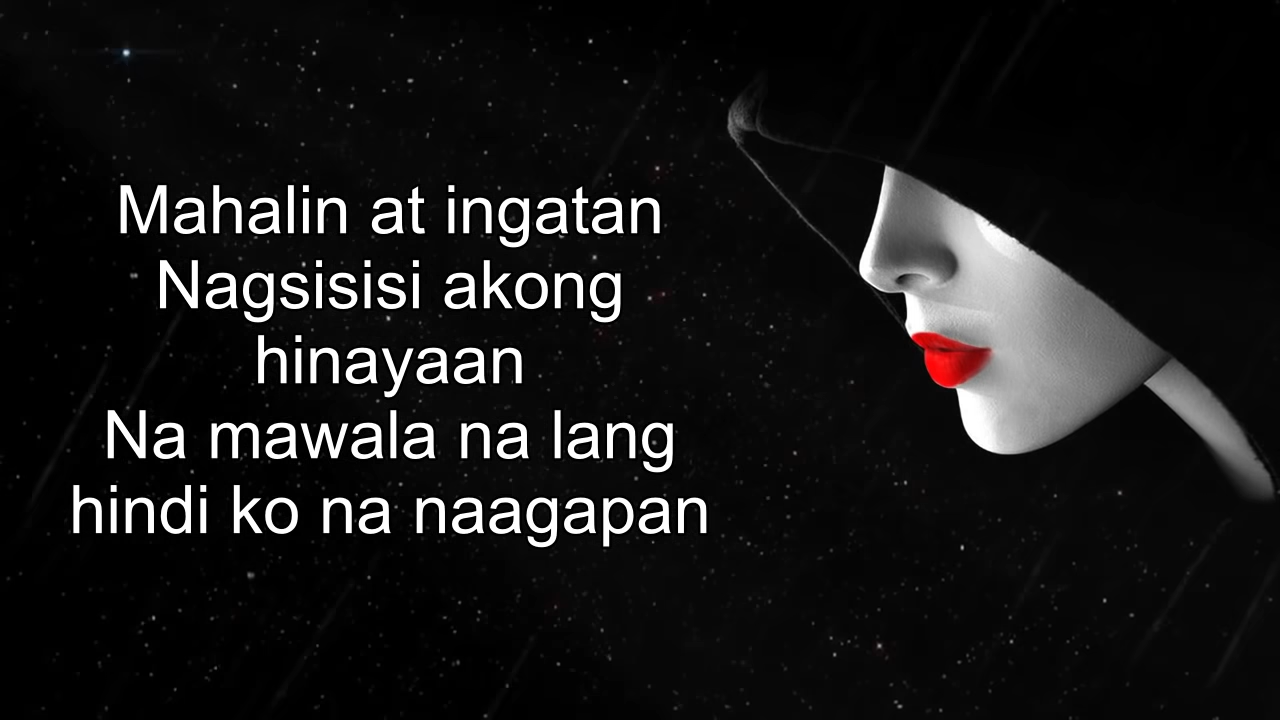 Mahalin at ingatan
Nagsisisi akong
hinayaan
Na mawala na lang
hindi ko na naagapan